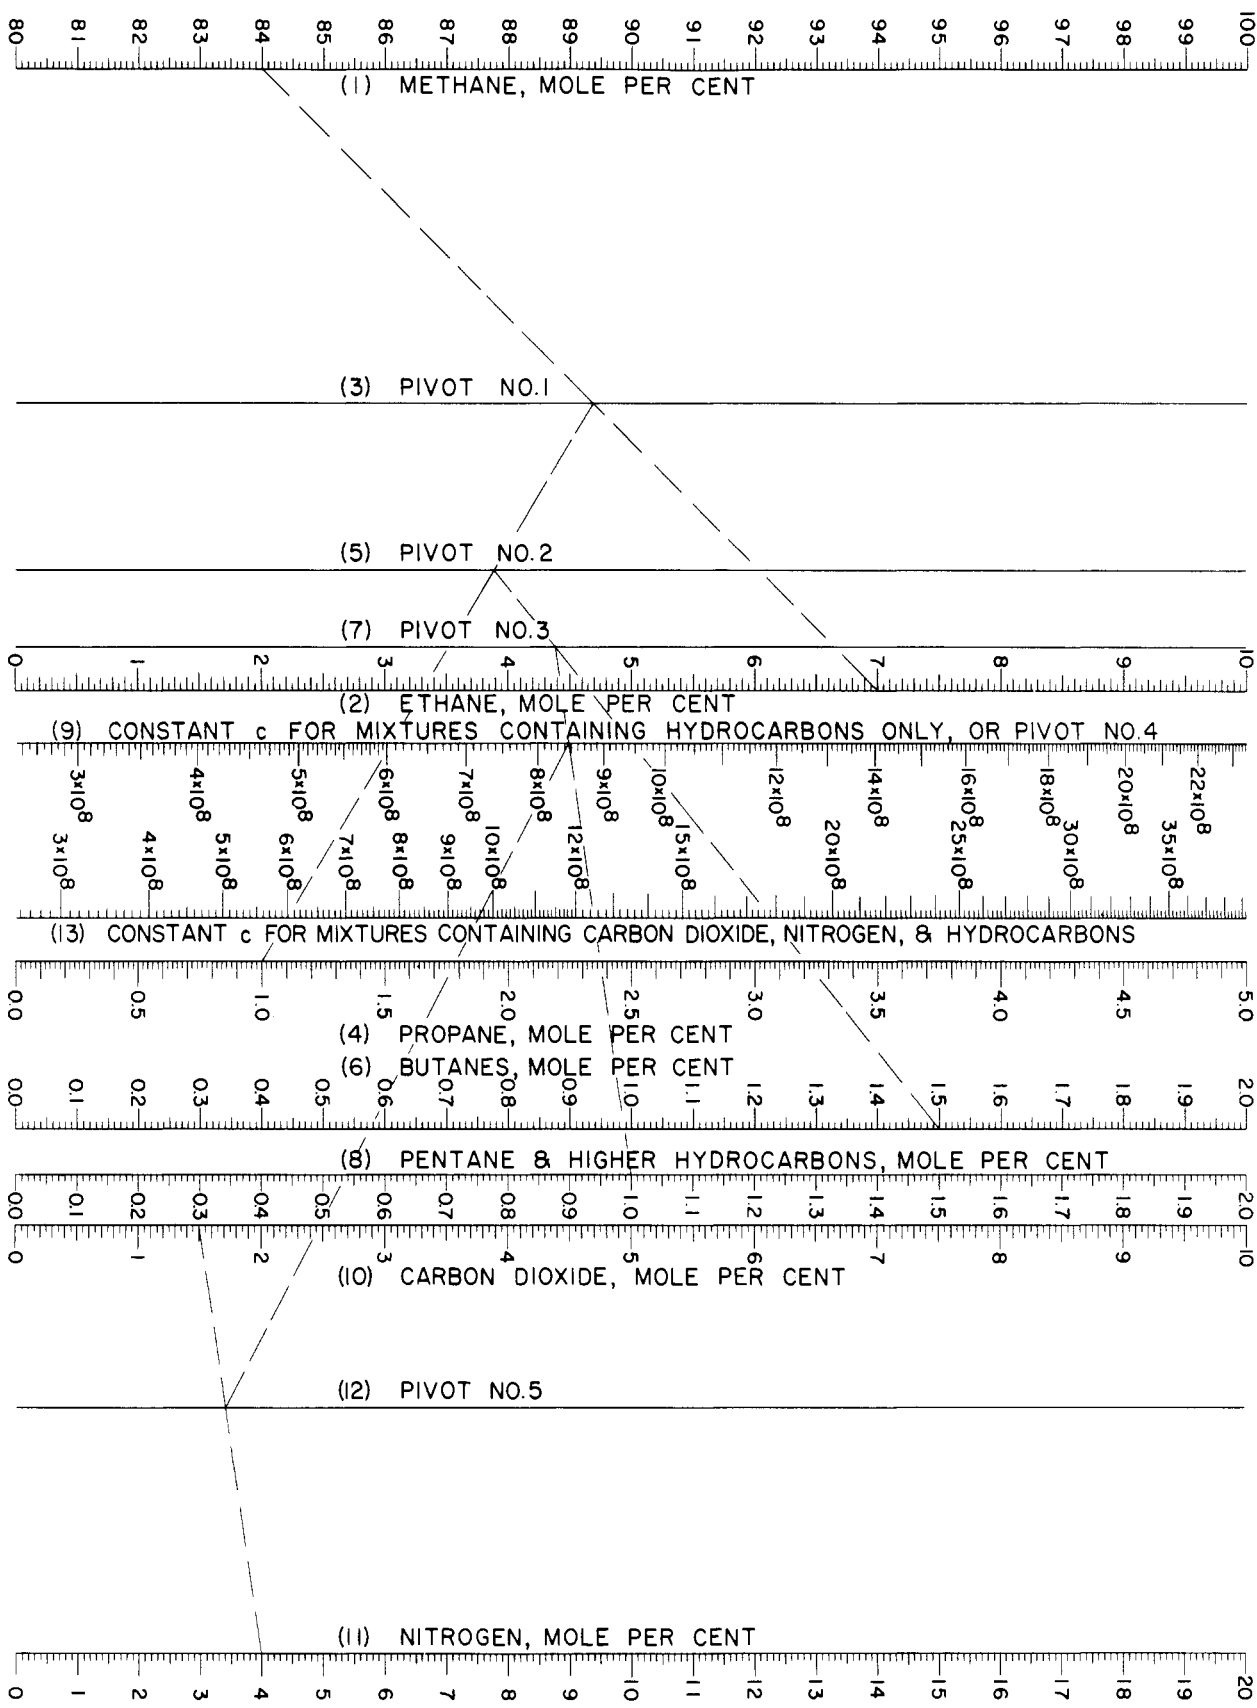 80 81 82 83 84 85 86 87 88 89 90 91 92 93 94 95 96 97 98 99 100
(1) METHANE, MOLE PER CENT
(3) PIVOT NO.1
(5) PIVOT NO.2
(7) PIVOT NO.3
0 1 2 3 4 5 6 7 8 9 10
(2) ETHANE, MOLE PER CENT
(9) CONSTANT c FOR MIXTURES CONTAINING HYDROCARBONS ONLY, OR PIVOT NO.4
3×10⁸ 4×10⁸ 5×10⁸ 6×10⁸ 7×10⁸ 8×10⁸ 9×10⁸ 10×10⁸ 12×10⁸ 14×10⁸ 16×10⁸ 18×10⁸ 20×10⁸ 22×10⁸
3×10⁸ 4×10⁸ 5×10⁸ 6×10⁸ 7×10⁸ 8×10⁸ 9×10⁸ 10×10⁸ 12×10⁸ 15×10⁸ 20×10⁸ 25×10⁸ 30×10⁸ 35×10⁸
(13) CONSTANT c FOR MIXTURES CONTAINING CARBON DIOXIDE, NITROGEN, & HYDROCARBONS
0.0 0.5 1.0 1.5 2.0 2.5 3.0 3.5 4.0 4.5 5.0
(4) PROPANE, MOLE PER CENT
(6) BUTANES, MOLE PER CENT
0.0 0.1 0.2 0.3 0.4 0.5 0.6 0.7 0.8 0.9 1.0 1.1 1.2 1.3 1.4 1.5 1.6 1.7 1.8 1.9 2.0
(8) PENTANE & HIGHER HYDROCARBONS, MOLE PER CENT
0.0 0.1 0.2 0.3 0.4 0.5 0.6 0.7 0.8 0.9 1.0 1.1 1.2 1.3 1.4 1.5 1.6 1.7 1.8 1.9 2.0
0 1 2 3 4 5 6 7 8 9 10
(10) CARBON DIOXIDE, MOLE PER CENT
(12) PIVOT NO.5
(11) NITROGEN, MOLE PER CENT
0 1 2 3 4 5 6 7 8 9 10 11 12 13 14 15 16 17 18 19 20